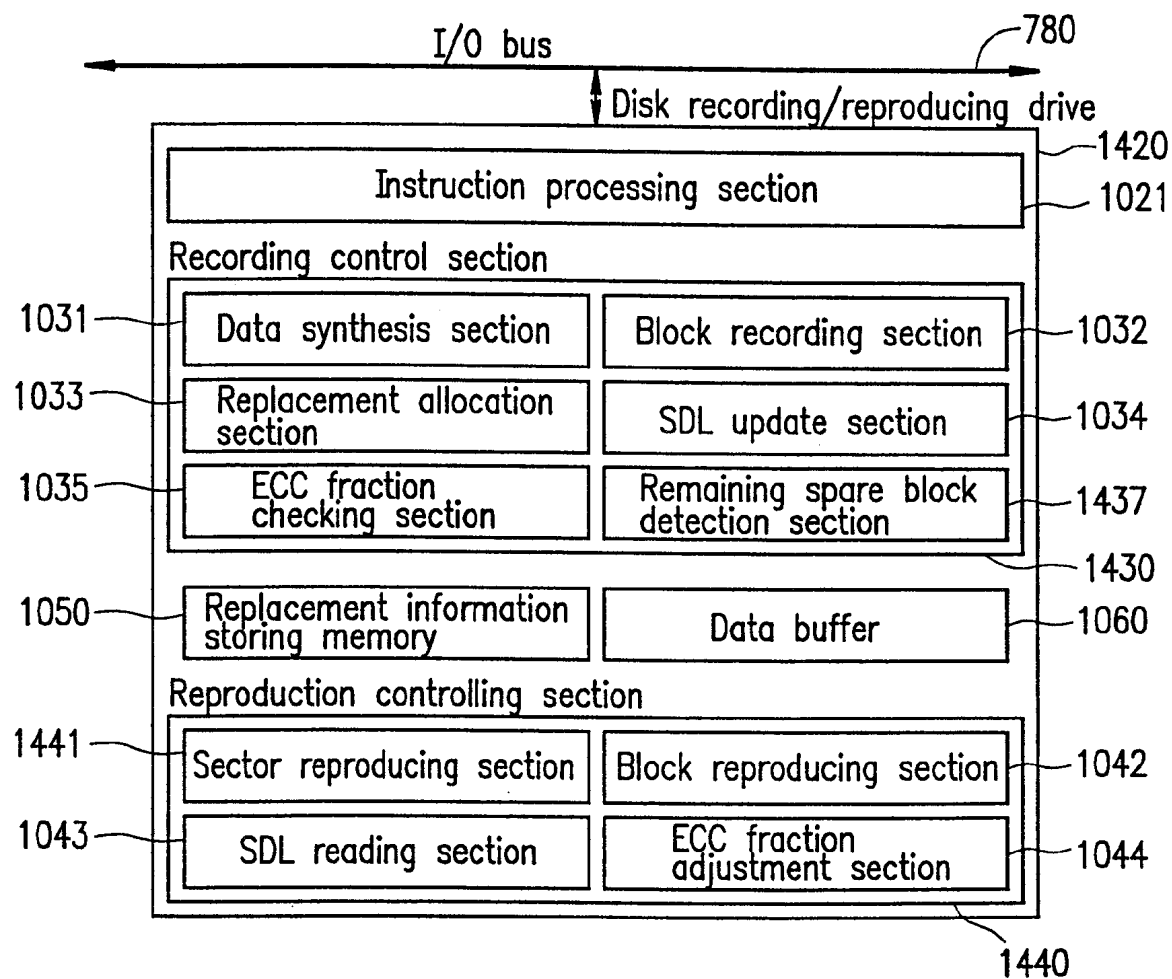 I/O bus
780
Disk recording/reproducing drive
1420
Instruction processing section
1021
Recording control section
1031
Data synthesis section
Block recording section
1032
1033
Replacement allocation
section
SDL update section
1034
1035
ECC fraction
checking section
Remaining spare block
detection section
1437
1430
1050
Replacement information
storing memory
Data buffer
1060
Reproduction controlling section
1441
Sector reproducing section
Block reproducing section
1042
1043
SDL reading section
ECC fraction
adjustment section
1044
1440